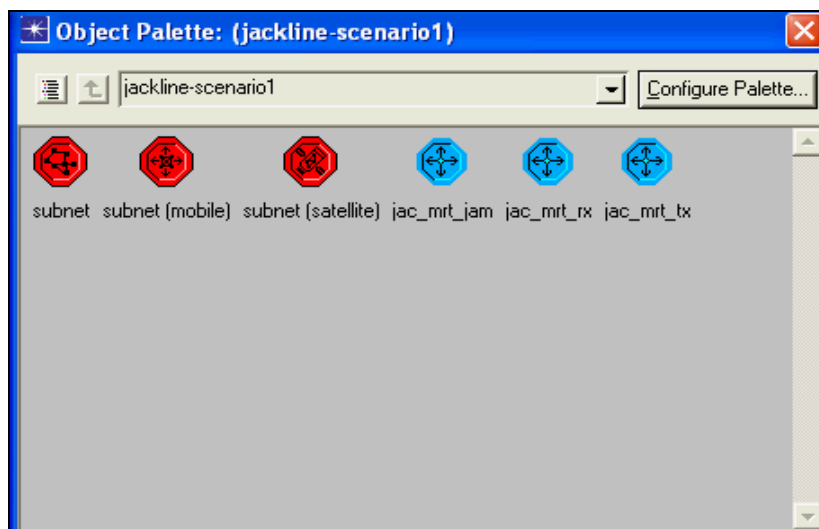 Object Palette: (jackline-scenario1)
jackline-scenario1
Configure Palette...
subnet subnet (mobile) subnet (satellite) jac_mrt_jam jac_mrt_rx jac_mrt_tx